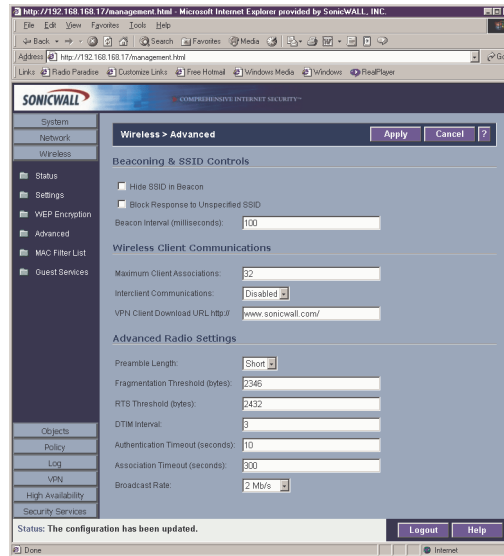 http://192.168.168.17/management.html - Microsoft Internet Explorer provided by SonicWALL, INC.
File Edit View Favorites Tools Help
Back Search Favorites Media
Address http://192.168.168.17/management.html Go
Links Radio Paradise Customize Links Free Hotmail Windows Media Windows RealPlayer
SONICWALL COMPREHENSIVE INTERNET SECURITY™
System
Network
Wireless
Status
Settings
WEP Encryption
Advanced
MAC Filter List
Guest Services
Objects
Policy
Log
VPN
High Availability
Security Services
Wireless > Advanced Apply Cancel ?
Beaconing & SSID Controls
Hide SSID in Beacon
Block Response to Unspecified SSID
Beacon Interval (milliseconds): 100
Wireless Client Communications
Maximum Client Associations: 32
Interclient Communications: Disabled
VPN Client Download URL http:// www.sonicwall.com/
Advanced Radio Settings
Preamble Length: Short
Fragmentation Threshold (bytes): 2346
RTS Threshold (bytes): 2432
DTIM Interval: 3
Authentication Timeout (seconds): 10
Association Timeout (seconds): 300
Broadcast Rate: 2 Mb/s
Status: The configuration has been updated. Logout Help
Done Internet